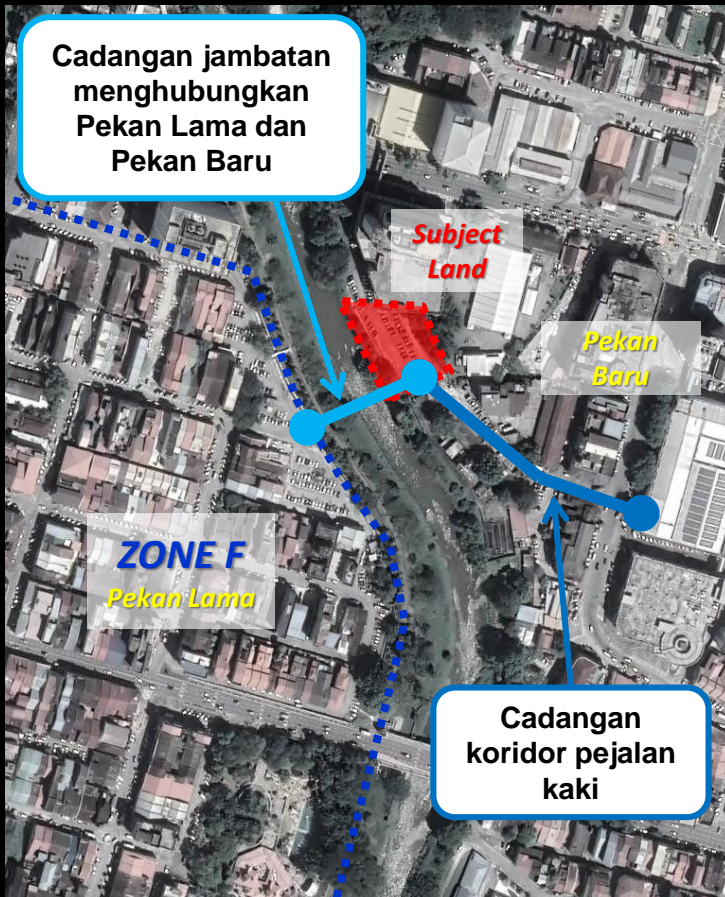 Cadangan jambatan
menghubungkan
Pekan Lama dan
Pekan Baru
Subject
Land
Pekan
Baru
ZONE F
Pekan Lama
Cadangan
koridor pejalan
kaki